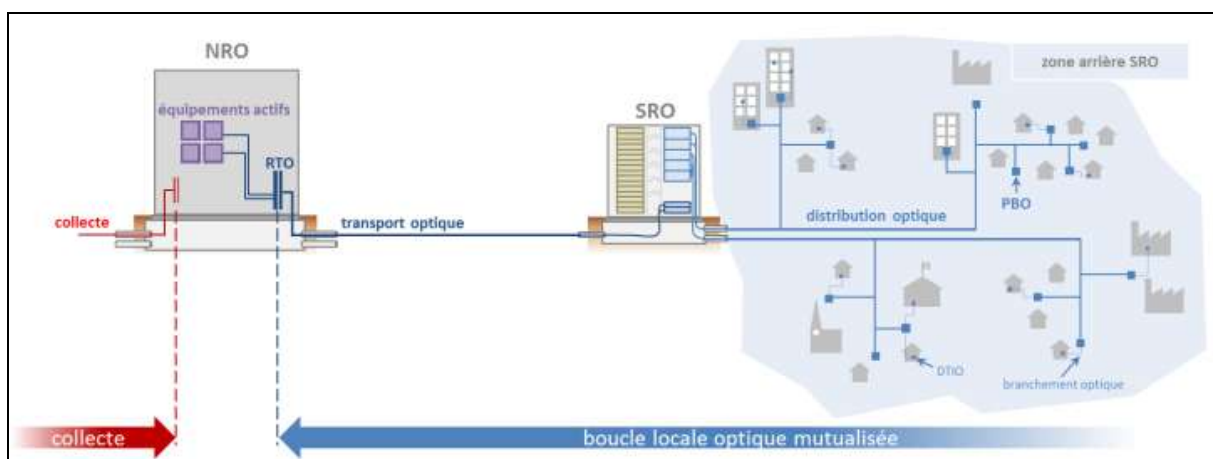 NRO
équipements actifs
RTO
collecte
transport optique
SRO
zone arrière SRO
PBO
distribution optique
DTIO
branchement optique
collecte
boucle locale optique mutualisée